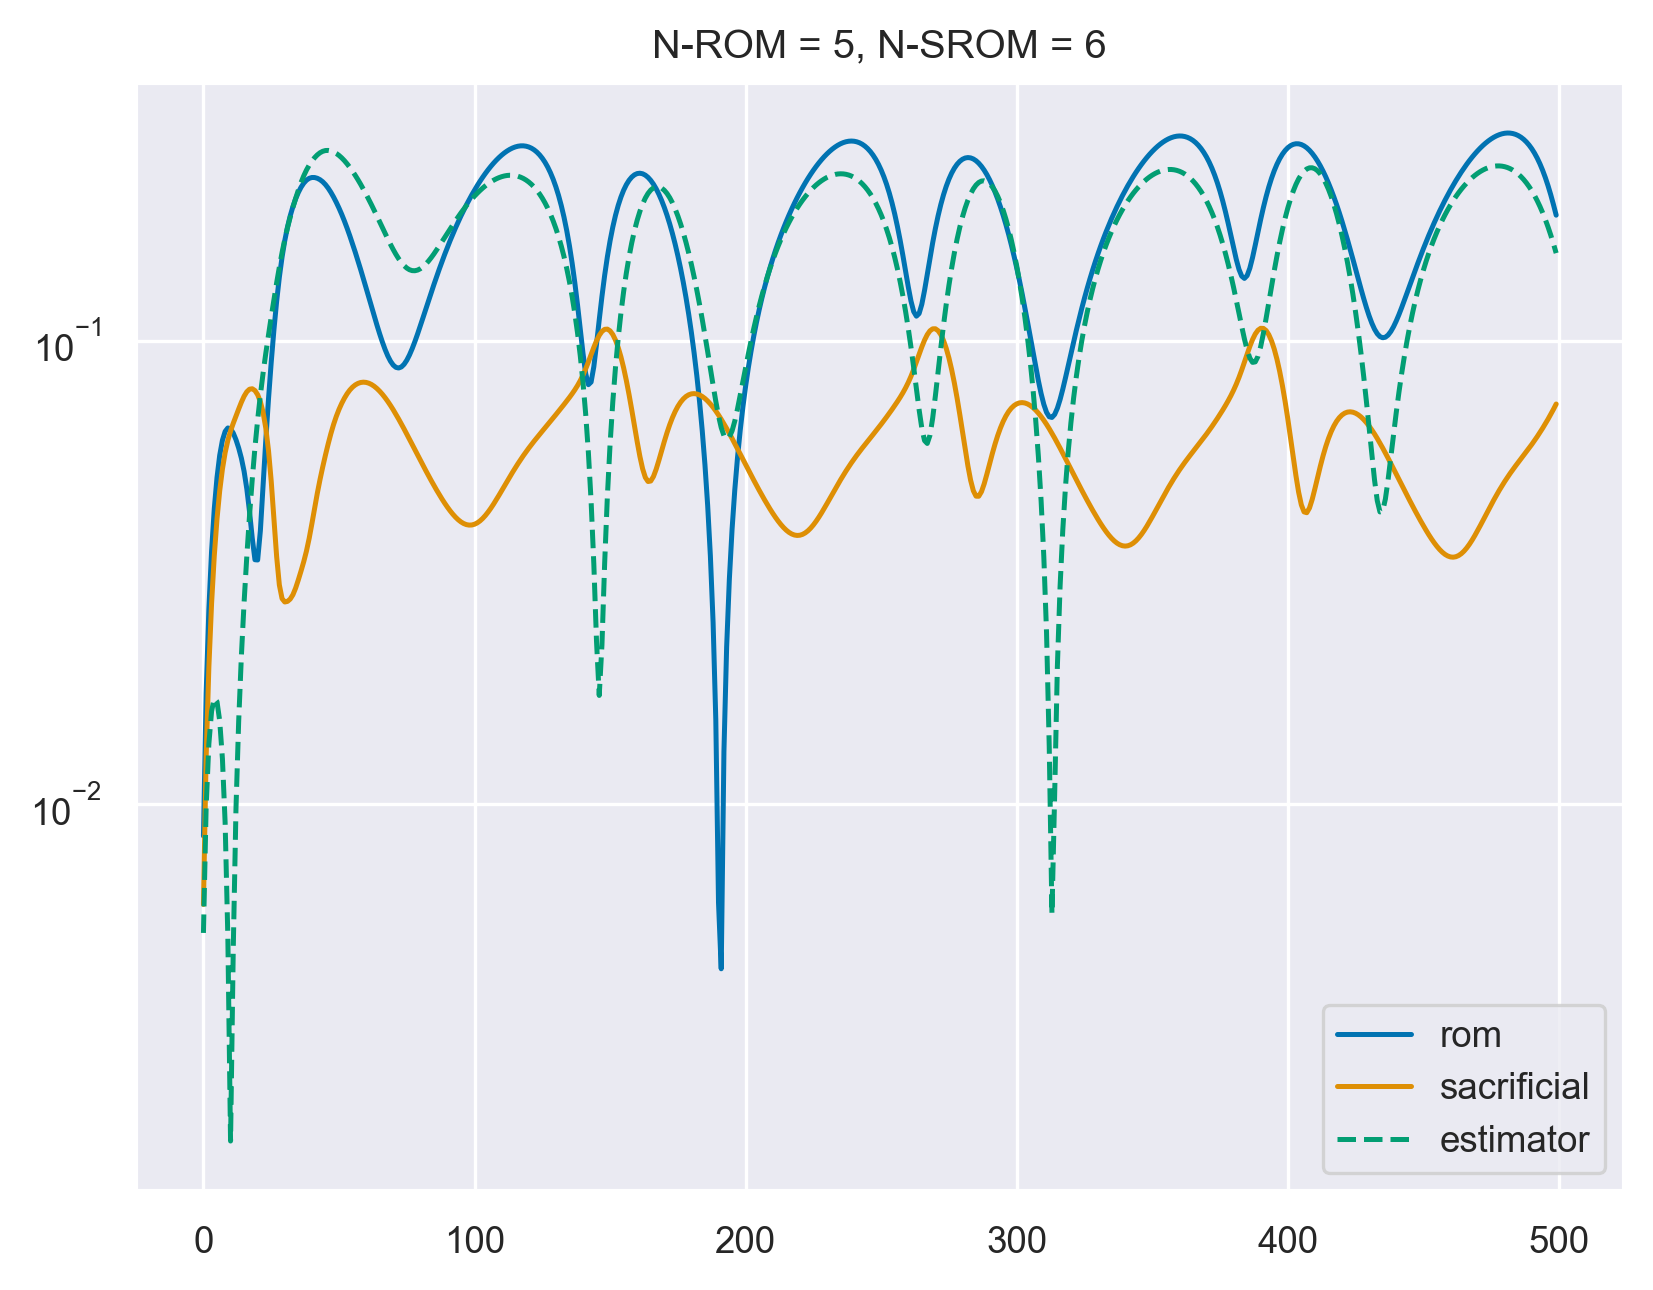 N-ROM = 5, N-SROM = 6
10⁻¹
10⁻²
0 100 200 300 400 500
rom
sacrificial
estimator